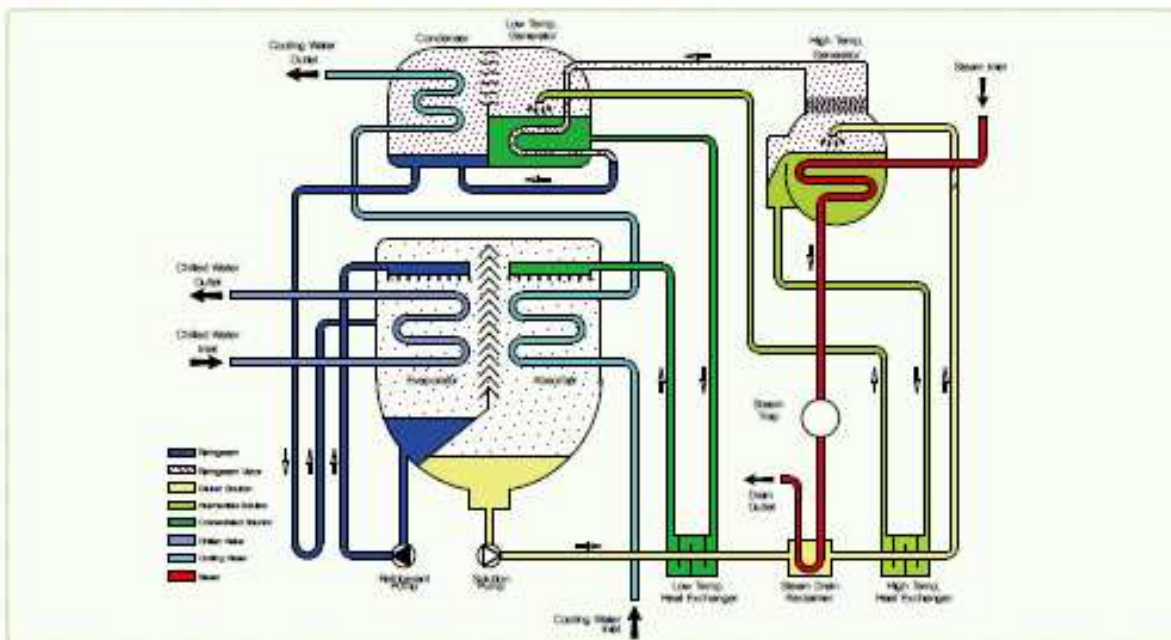 Cooling Water
Outlet
Condenser
Low Temp.
Generator
High Temp.
Generator
Steam Inlet
Chilled Water
Outlet
Chilled Water
Inlet
Evaporator
Absorber
Steam
Trap
Drain
Outlet
Refrigerant
Refrigerant Vapor
Diluted Solution
Intermediate Solution
Concentrated Solution
Chilled Water
Cooling Water
Steam
Refrigerant
Pump
Solution
Pump
Cooling Water
Inlet
Low Temp.
Heat Exchanger
Steam Drain
High Temp.
Heat Exchanger